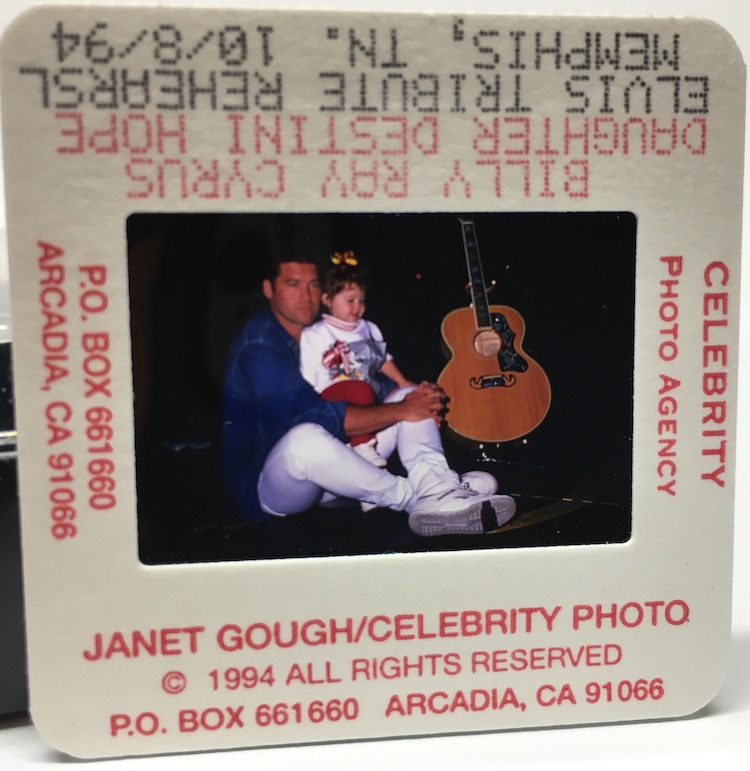 BILLY RAY CYRUS
DAUGHTER DESTINI HOPE
ELVIS TRIBUTE REHEARSL
MEMPHIS, TN. 10/8/94
CELEBRITY
PHOTO AGENCY
P.O. BOX 661660
ARCADIA, CA 91066
JANET GOUGH/CELEBRITY PHOTO
© 1994 ALL RIGHTS RESERVED
P.O. BOX 661660 ARCADIA, CA 91066